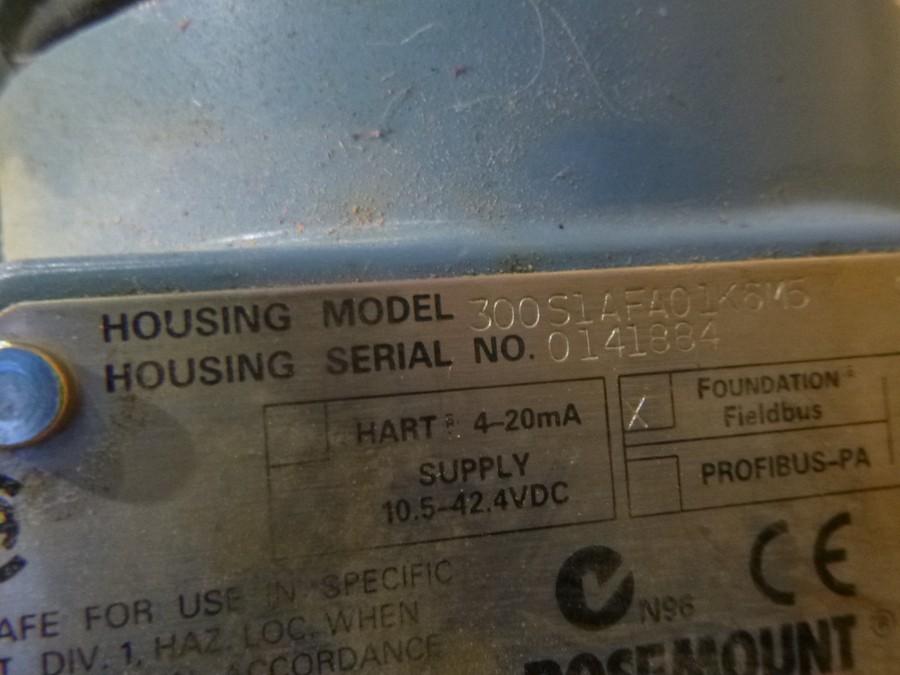 HOUSING MODEL 300S1AFA01K6M5
HOUSING SERIAL NO. 0141884
HART® 4-20mA
SUPPLY
10.5-42.4VDC
X
FOUNDATION®
Fieldbus
PROFIBUS-PA
AFE FOR USE IN SPECIFIC
T. DIV. 1, HAZ. LOC. WHEN
ACCORDANCE
N96
CE
ROSEMOUNT®